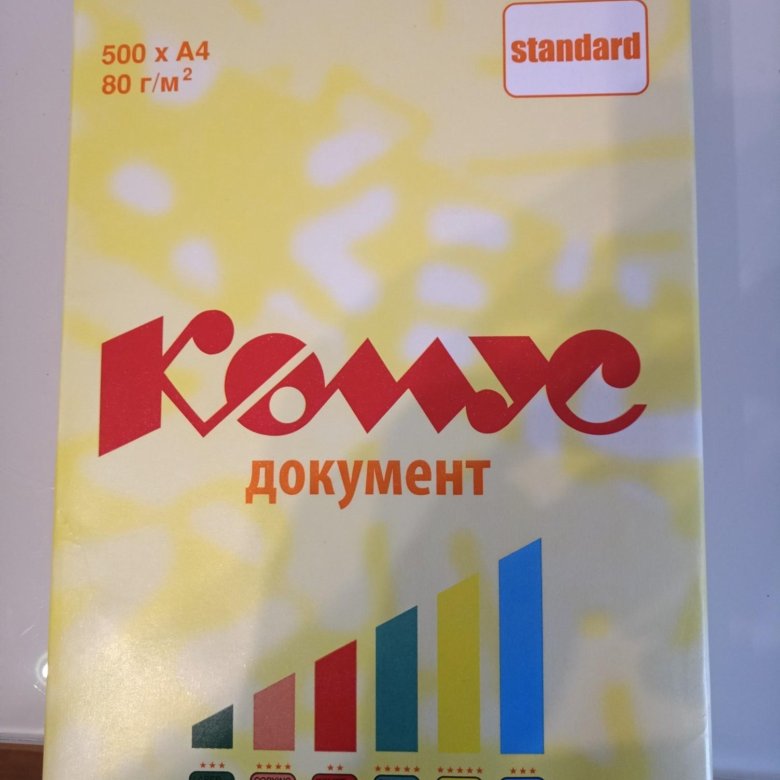 500 x A4
80 г/м²
standard
Комус
документ